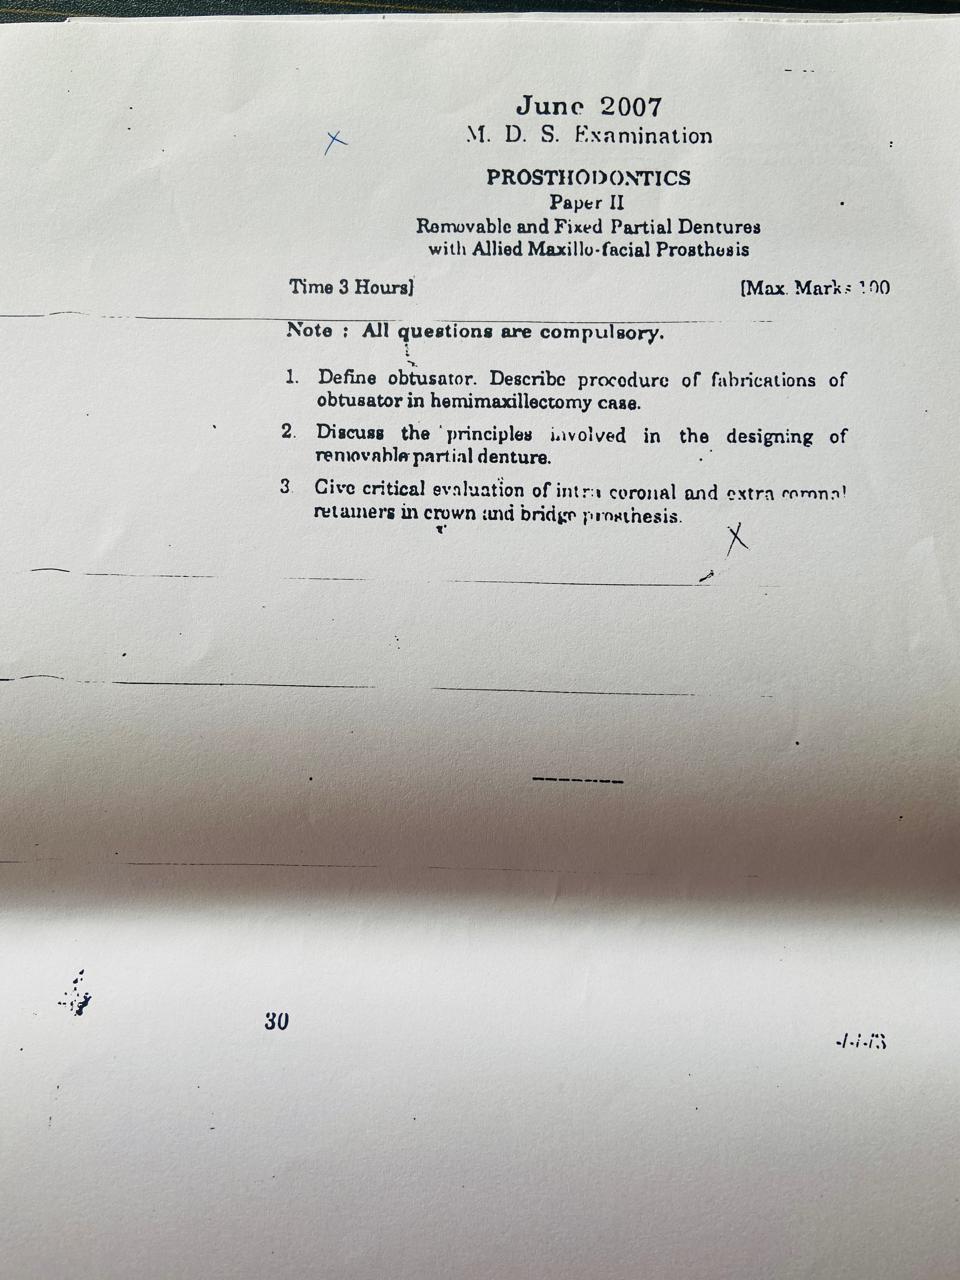 June 2007
M. D. S. Examination
PROSTHODONTICS
Paper II
Removable and Fixed Partial Dentures
with Allied Maxillo-facial Prosthesis
Time 3 Hours] [Max. Marks 100
Note : All questions are compulsory.
1. Define obtusator. Describe procedure of fabrications of
obtusator in hemimaxillectomy case.
2. Discuss the principles involved in the designing of
removable partial denture.
3 Give critical evaluation of intra coronal and extra coronal
retainers in crown and bridge prosthesis.
30